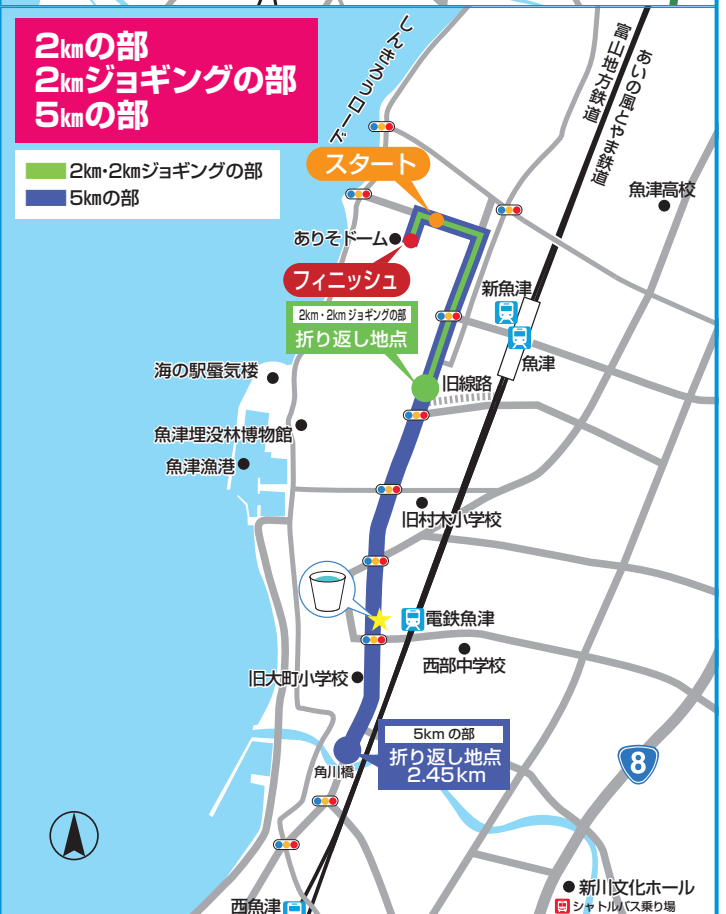 2kmの部
2kmジョギングの部
5kmの部
2km・2kmジョギングの部
5kmの部
しんきろうロード
富山地方鉄道
あいの風とやま鉄道
魚津高校
スタート
ありそドーム
フィニッシュ
新魚津
魚津
2km・2kmジョギングの部
折り返し地点
旧線路
海の駅蜃気楼
魚津埋没林博物館
魚津漁港
旧村木小学校
電鉄魚津
西部中学校
旧大町小学校
5kmの部
折り返し地点
2.45km
角川橋
8
新川文化ホール
シャトルバス乗り場
西魚津